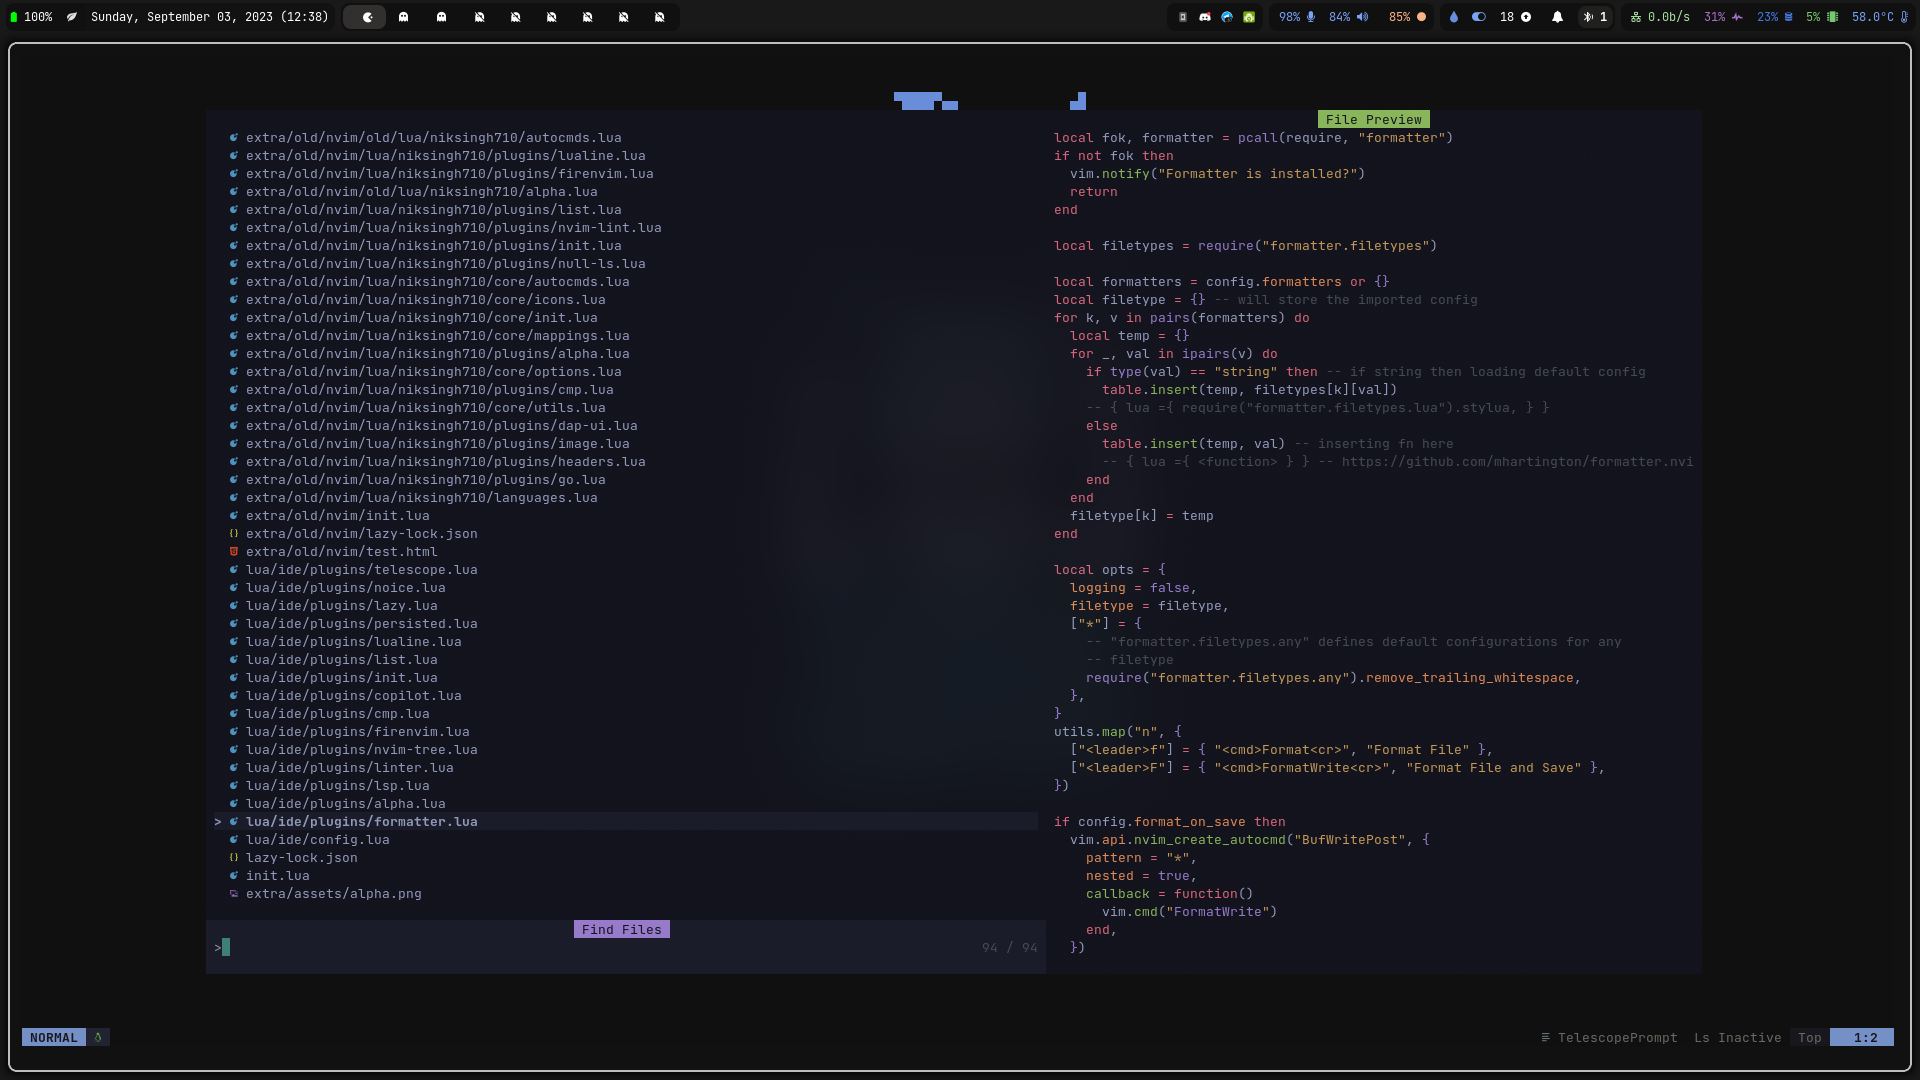 100% Sunday, September 03, 2023 (12:38) 98% 84% 85% 18 1 0.0b/s 31% 23% 5% 58.0°C
extra/old/nvim/old/lua/niksingh710/autocmds.lua
extra/old/nvim/lua/niksingh710/plugins/lualine.lua
extra/old/nvim/lua/niksingh710/plugins/firenvim.lua
extra/old/nvim/old/lua/niksingh710/alpha.lua
extra/old/nvim/lua/niksingh710/plugins/list.lua
extra/old/nvim/lua/niksingh710/plugins/nvim-lint.lua
extra/old/nvim/lua/niksingh710/plugins/init.lua
extra/old/nvim/lua/niksingh710/plugins/null-ls.lua
extra/old/nvim/lua/niksingh710/core/autocmds.lua
extra/old/nvim/lua/niksingh710/core/icons.lua
extra/old/nvim/lua/niksingh710/core/init.lua
extra/old/nvim/lua/niksingh710/core/mappings.lua
extra/old/nvim/lua/niksingh710/plugins/alpha.lua
extra/old/nvim/lua/niksingh710/core/options.lua
extra/old/nvim/lua/niksingh710/plugins/cmp.lua
extra/old/nvim/lua/niksingh710/core/utils.lua
extra/old/nvim/lua/niksingh710/plugins/dap-ui.lua
extra/old/nvim/lua/niksingh710/plugins/image.lua
extra/old/nvim/lua/niksingh710/plugins/headers.lua
extra/old/nvim/lua/niksingh710/plugins/go.lua
extra/old/nvim/lua/niksingh710/languages.lua
extra/old/nvim/init.lua
extra/old/nvim/lazy-lock.json
extra/old/nvim/test.html
lua/ide/plugins/telescope.lua
lua/ide/plugins/noice.lua
lua/ide/plugins/lazy.lua
lua/ide/plugins/persisted.lua
lua/ide/plugins/lualine.lua
lua/ide/plugins/list.lua
lua/ide/plugins/init.lua
lua/ide/plugins/copilot.lua
lua/ide/plugins/cmp.lua
lua/ide/plugins/firenvim.lua
lua/ide/plugins/nvim-tree.lua
lua/ide/plugins/linter.lua
lua/ide/plugins/lsp.lua
lua/ide/plugins/alpha.lua
> lua/ide/plugins/formatter.lua
lua/ide/config.lua
lazy-lock.json
init.lua
extra/assets/alpha.png
Find Files
> 94 / 94
File Preview
local fok, formatter = pcall(require, "formatter")
if not fok then
  vim.notify("Formatter is installed?")
  return
end

local filetypes = require("formatter.filetypes")

local formatters = config.formatters or {}
local filetype = {} -- will store the imported config
for k, v in pairs(formatters) do
  local temp = {}
  for _, val in ipairs(v) do
    if type(val) == "string" then -- if string then loading default config
      table.insert(temp, filetypes[k][val])
    -- { lua ={ require("formatter.filetypes.lua").stylua, } }
    else
      table.insert(temp, val) -- inserting fn here
      -- { lua ={ <function> } } -- https://github.com/mhartington/formatter.nvi
    end
  end
  filetype[k] = temp
end

local opts = {
  logging = false,
  filetype = filetype,
  ["*"] = {
    -- "formatter.filetypes.any" defines default configurations for any
    -- filetype
    require("formatter.filetypes.any").remove_trailing_whitespace,
  },
}
utils.map("n", {
  ["<leader>f"] = { "<cmd>Format<cr>", "Format File" },
  ["<leader>F"] = { "<cmd>FormatWrite<cr>", "Format File and Save" },
})

if config.format_on_save then
  vim.api.nvim_create_autocmd("BufWritePost", {
    pattern = "*",
    nested = true,
    callback = function()
      vim.cmd("FormatWrite")
    end,
  })
NORMAL TelescopePrompt Ls Inactive Top 1:2